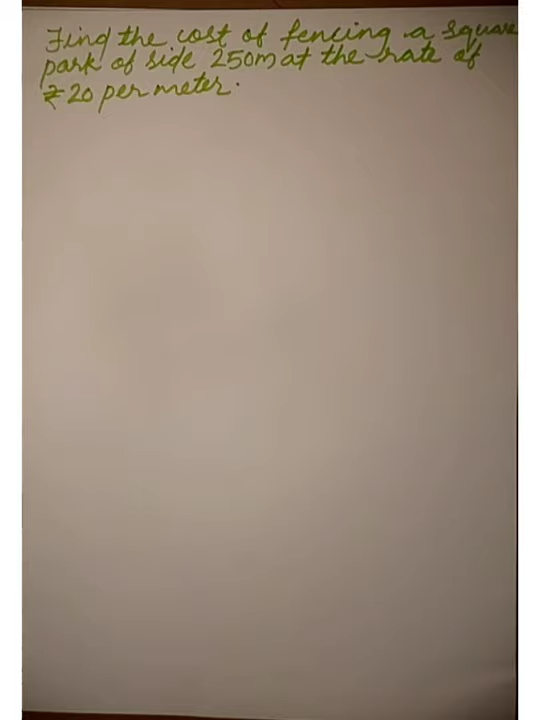 Find the cost of fencing a square
park of side 250m at the rate of
₹20 per meter.